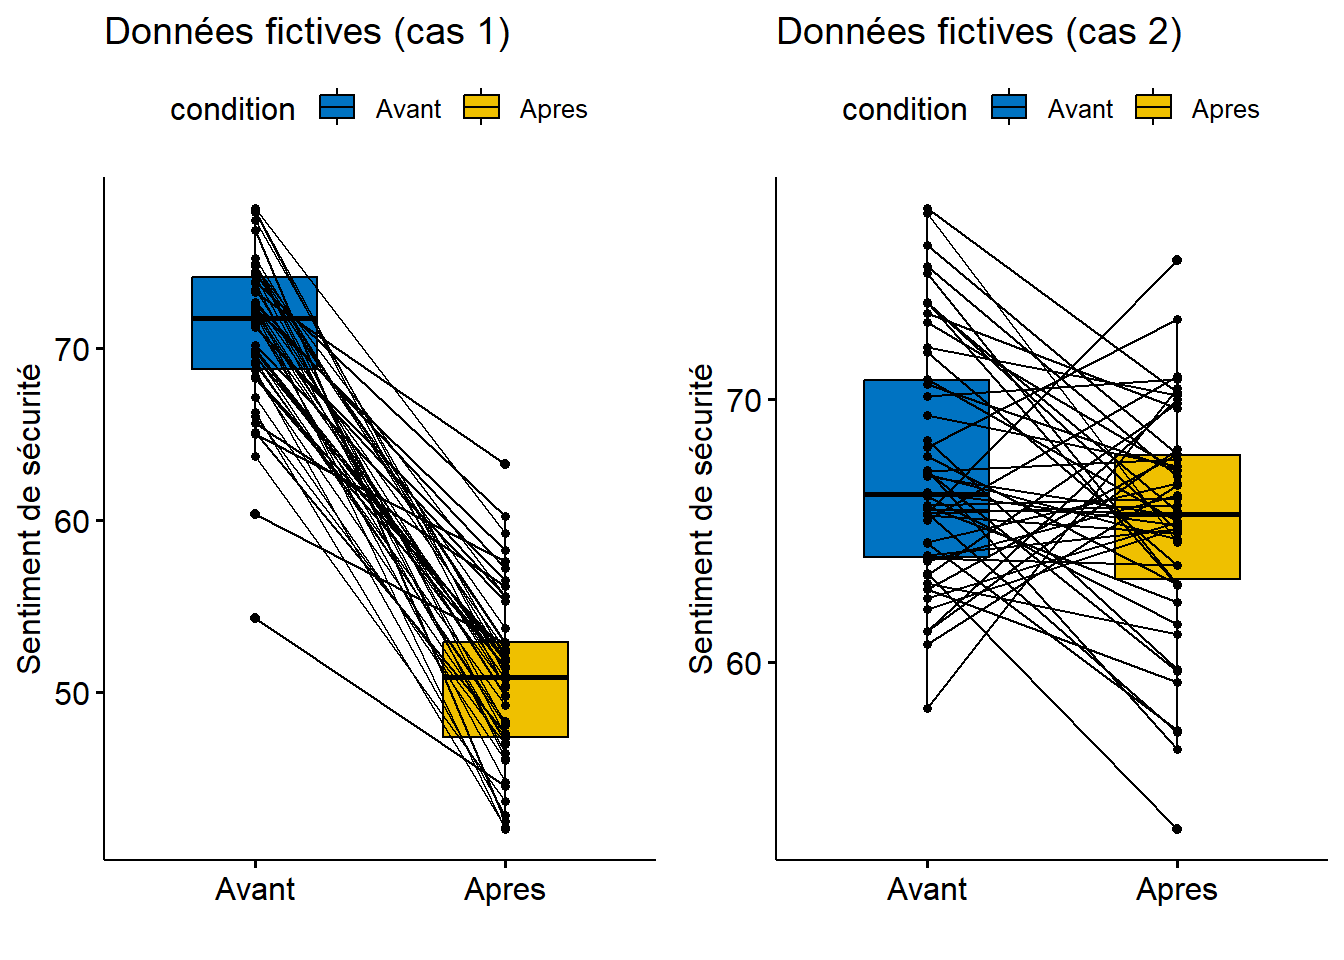 Données fictives (cas 1)
condition Avant Apres
Sentiment de sécurité
70
60
50
Avant Apres
Données fictives (cas 2)
condition Avant Apres
Sentiment de sécurité
70
60
Avant Apres